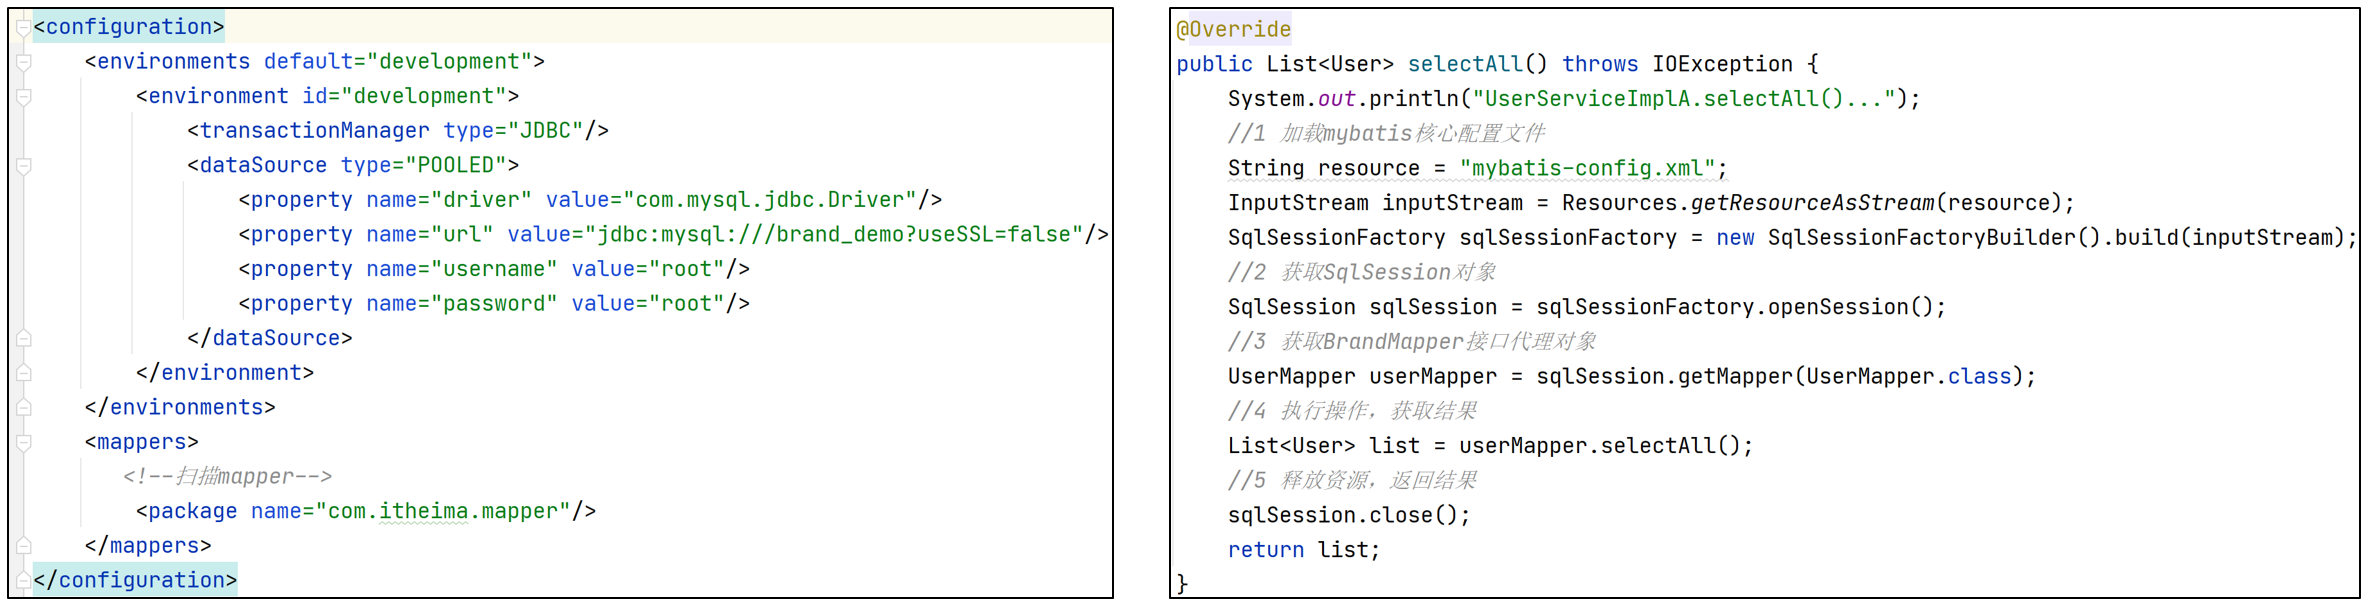 <configuration>
<environments default="development">
<environment id="development">
<transactionManager type="JDBC"/>
<dataSource type="POOLED">
<property name="driver" value="com.mysql.jdbc.Driver"/>
<property name="url" value="jdbc:mysql:///brand_demo?useSSL=false"/>
<property name="username" value="root"/>
<property name="password" value="root"/>
</dataSource>
</environment>
</environments>
<mappers>
<!--扫描mapper-->
<package name="com.itheima.mapper"/>
</mappers>
</configuration>
@Override
public List<User> selectAll() throws IOException {
System.out.println("UserServiceImplA.selectAll()...");
//1 加载mybatis核心配置文件
String resource = "mybatis-config.xml";
InputStream inputStream = Resources.getResourceAsStream(resource);
SqlSessionFactory sqlSessionFactory = new SqlSessionFactoryBuilder().build(inputStream);
//2 获取SqlSession对象
SqlSession sqlSession = sqlSessionFactory.openSession();
//3 获取BrandMapper接口代理对象
UserMapper userMapper = sqlSession.getMapper(UserMapper.class);
//4 执行操作，获取结果
List<User> list = userMapper.selectAll();
//5 释放资源，返回结果
sqlSession.close();
return list;
}